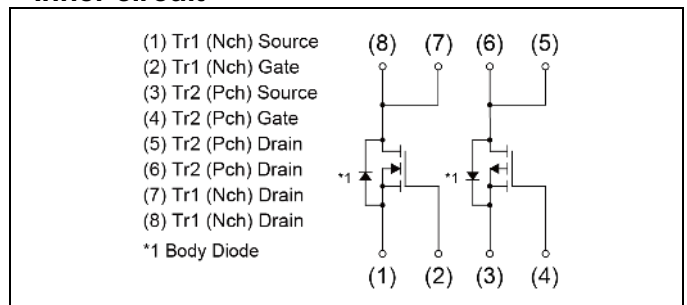 (1) Tr1 (Nch) Source
(2) Tr1 (Nch) Gate
(3) Tr2 (Pch) Source
(4) Tr2 (Pch) Gate
(5) Tr2 (Pch) Drain
(6) Tr2 (Pch) Drain
(7) Tr1 (Nch) Drain
(8) Tr1 (Nch) Drain
*1 Body Diode
(8) (7) (6) (5)
*1 *1
(1) (2) (3) (4)